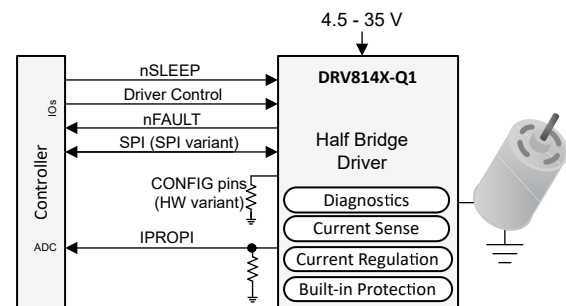 4.5 - 35 V
nSLEEP
Driver Control
nFAULT
SPI (SPI variant)
CONFIG pins
(HW variant)
IPROPI
IOs
Controller
ADC
DRV814X-Q1
Half Bridge
Driver
Diagnostics
Current Sense
Current Regulation
Built-in Protection